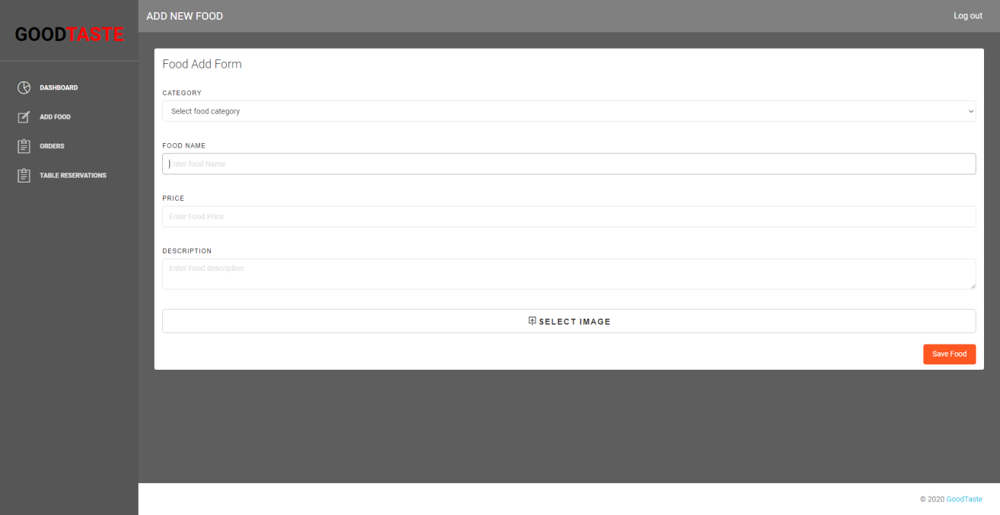 GOODTASTE
DASHBOARD
ADD FOOD
ORDERS
TABLE RESERVATIONS
ADD NEW FOOD
Log out
Food Add Form
CATEGORY
Select food category
FOOD NAME
Enter food Name
PRICE
Enter Food Price
DESCRIPTION
Enter Food description
SELECT IMAGE
Save Food
© 2020 GoodTaste